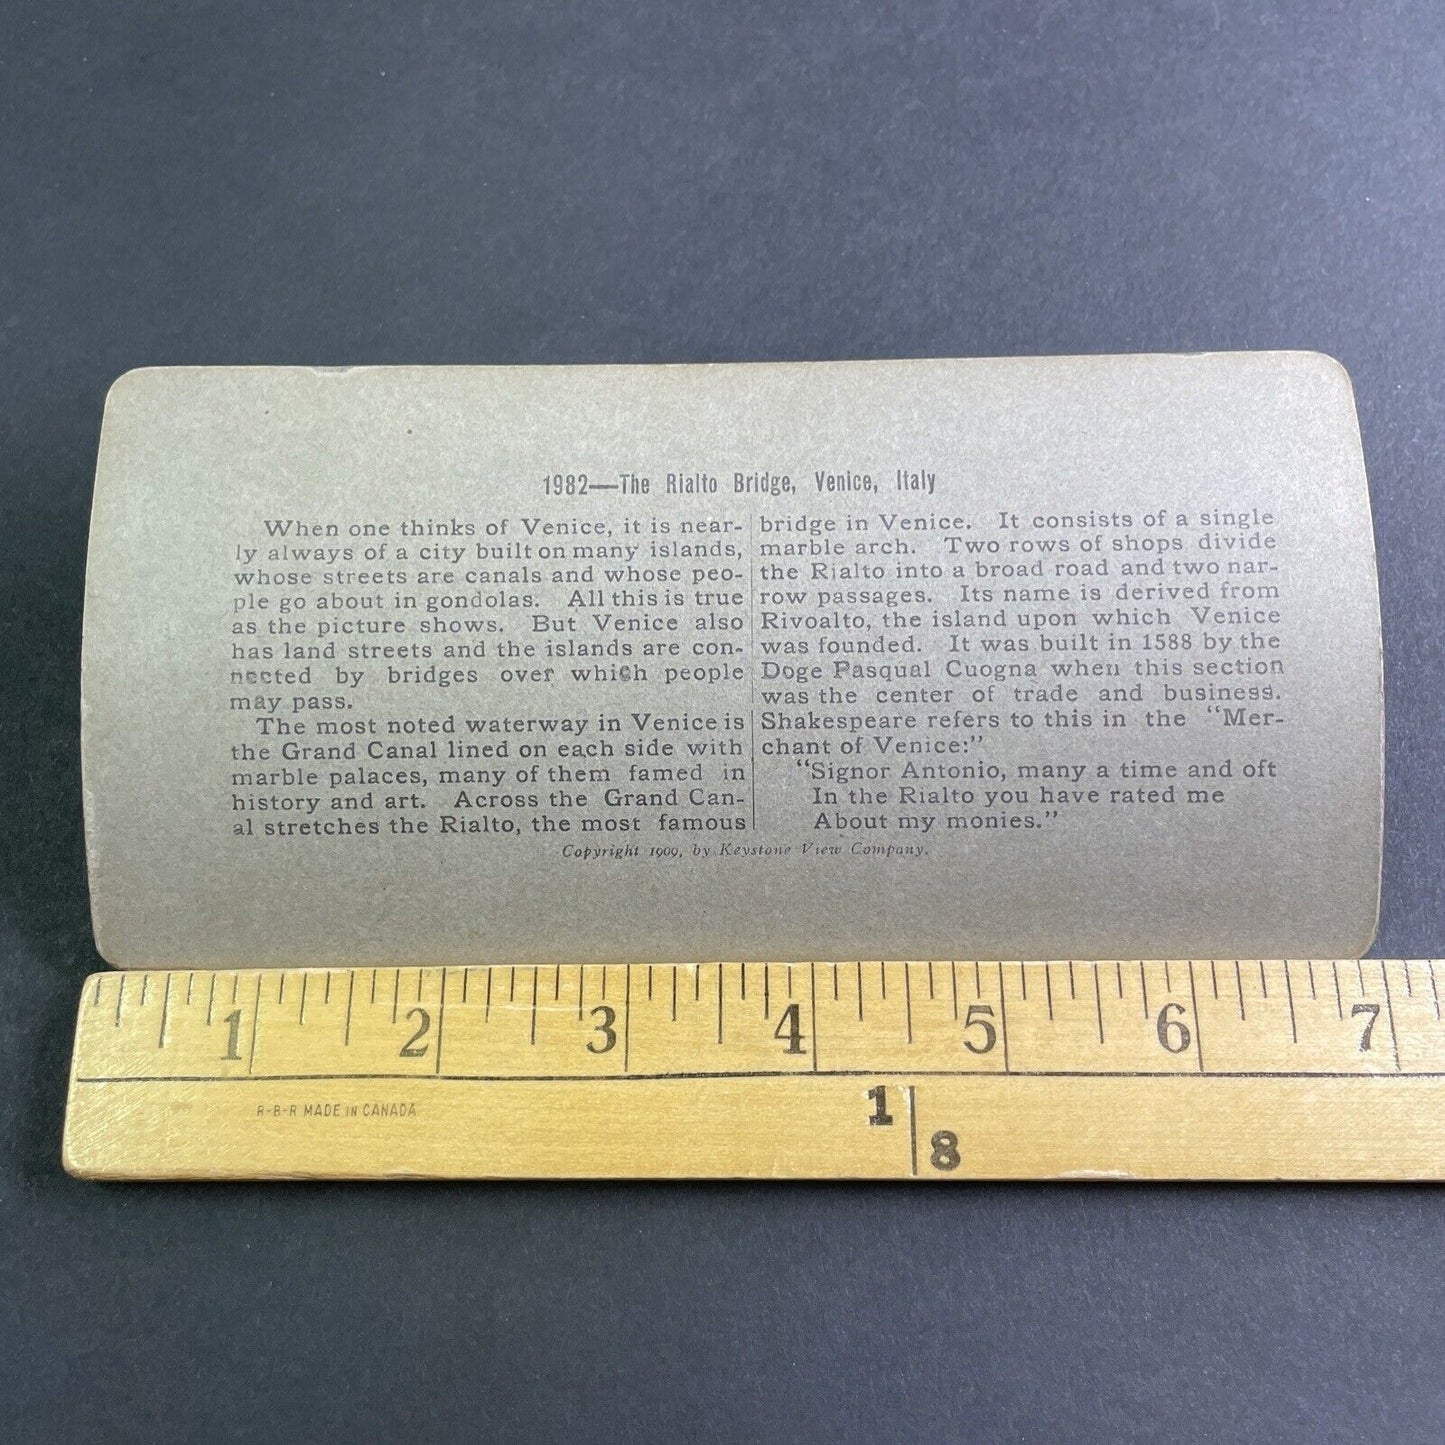 1982—The Rialto Bridge, Venice, Italy
When one thinks of Venice, it is near-
ly always of a city built on many islands,
whose streets are canals and whose peo-
ple go about in gondolas. All this is true
as the picture shows. But Venice also
has land streets and the islands are con-
nected by bridges over which people
may pass.
The most noted waterway in Venice is
the Grand Canal lined on each side with
marble palaces, many of them famed in
history and art. Across the Grand Can-
al stretches the Rialto, the most famous
bridge in Venice. It consists of a single
marble arch. Two rows of shops divide
the Rialto into a broad road and two nar-
row passages. Its name is derived from
Rivoalto, the island upon which Venice
was founded. It was built in 1588 by the
Doge Pasqual Cuogna when this section
was the center of trade and business.
Shakespeare refers to this in the "Mer-
chant of Venice:"
"Signor Antonio, many a time and oft
In the Rialto you have rated me
About my monies."
Copyright 1909, by Keystone View Company.
1 2 3 4 5 6 7
R-B-R MADE IN CANADA
1
8